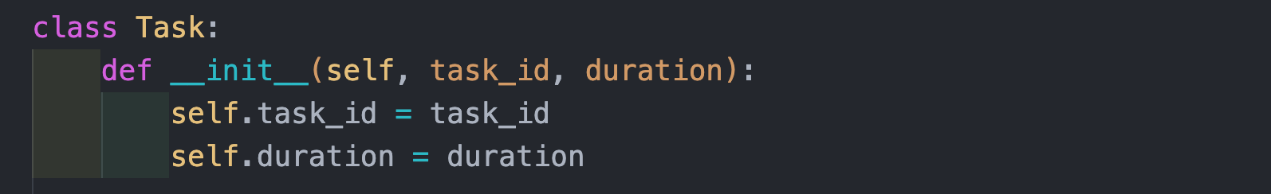 class Task:
    def __init__(self, task_id, duration):
        self.task_id = task_id
        self.duration = duration